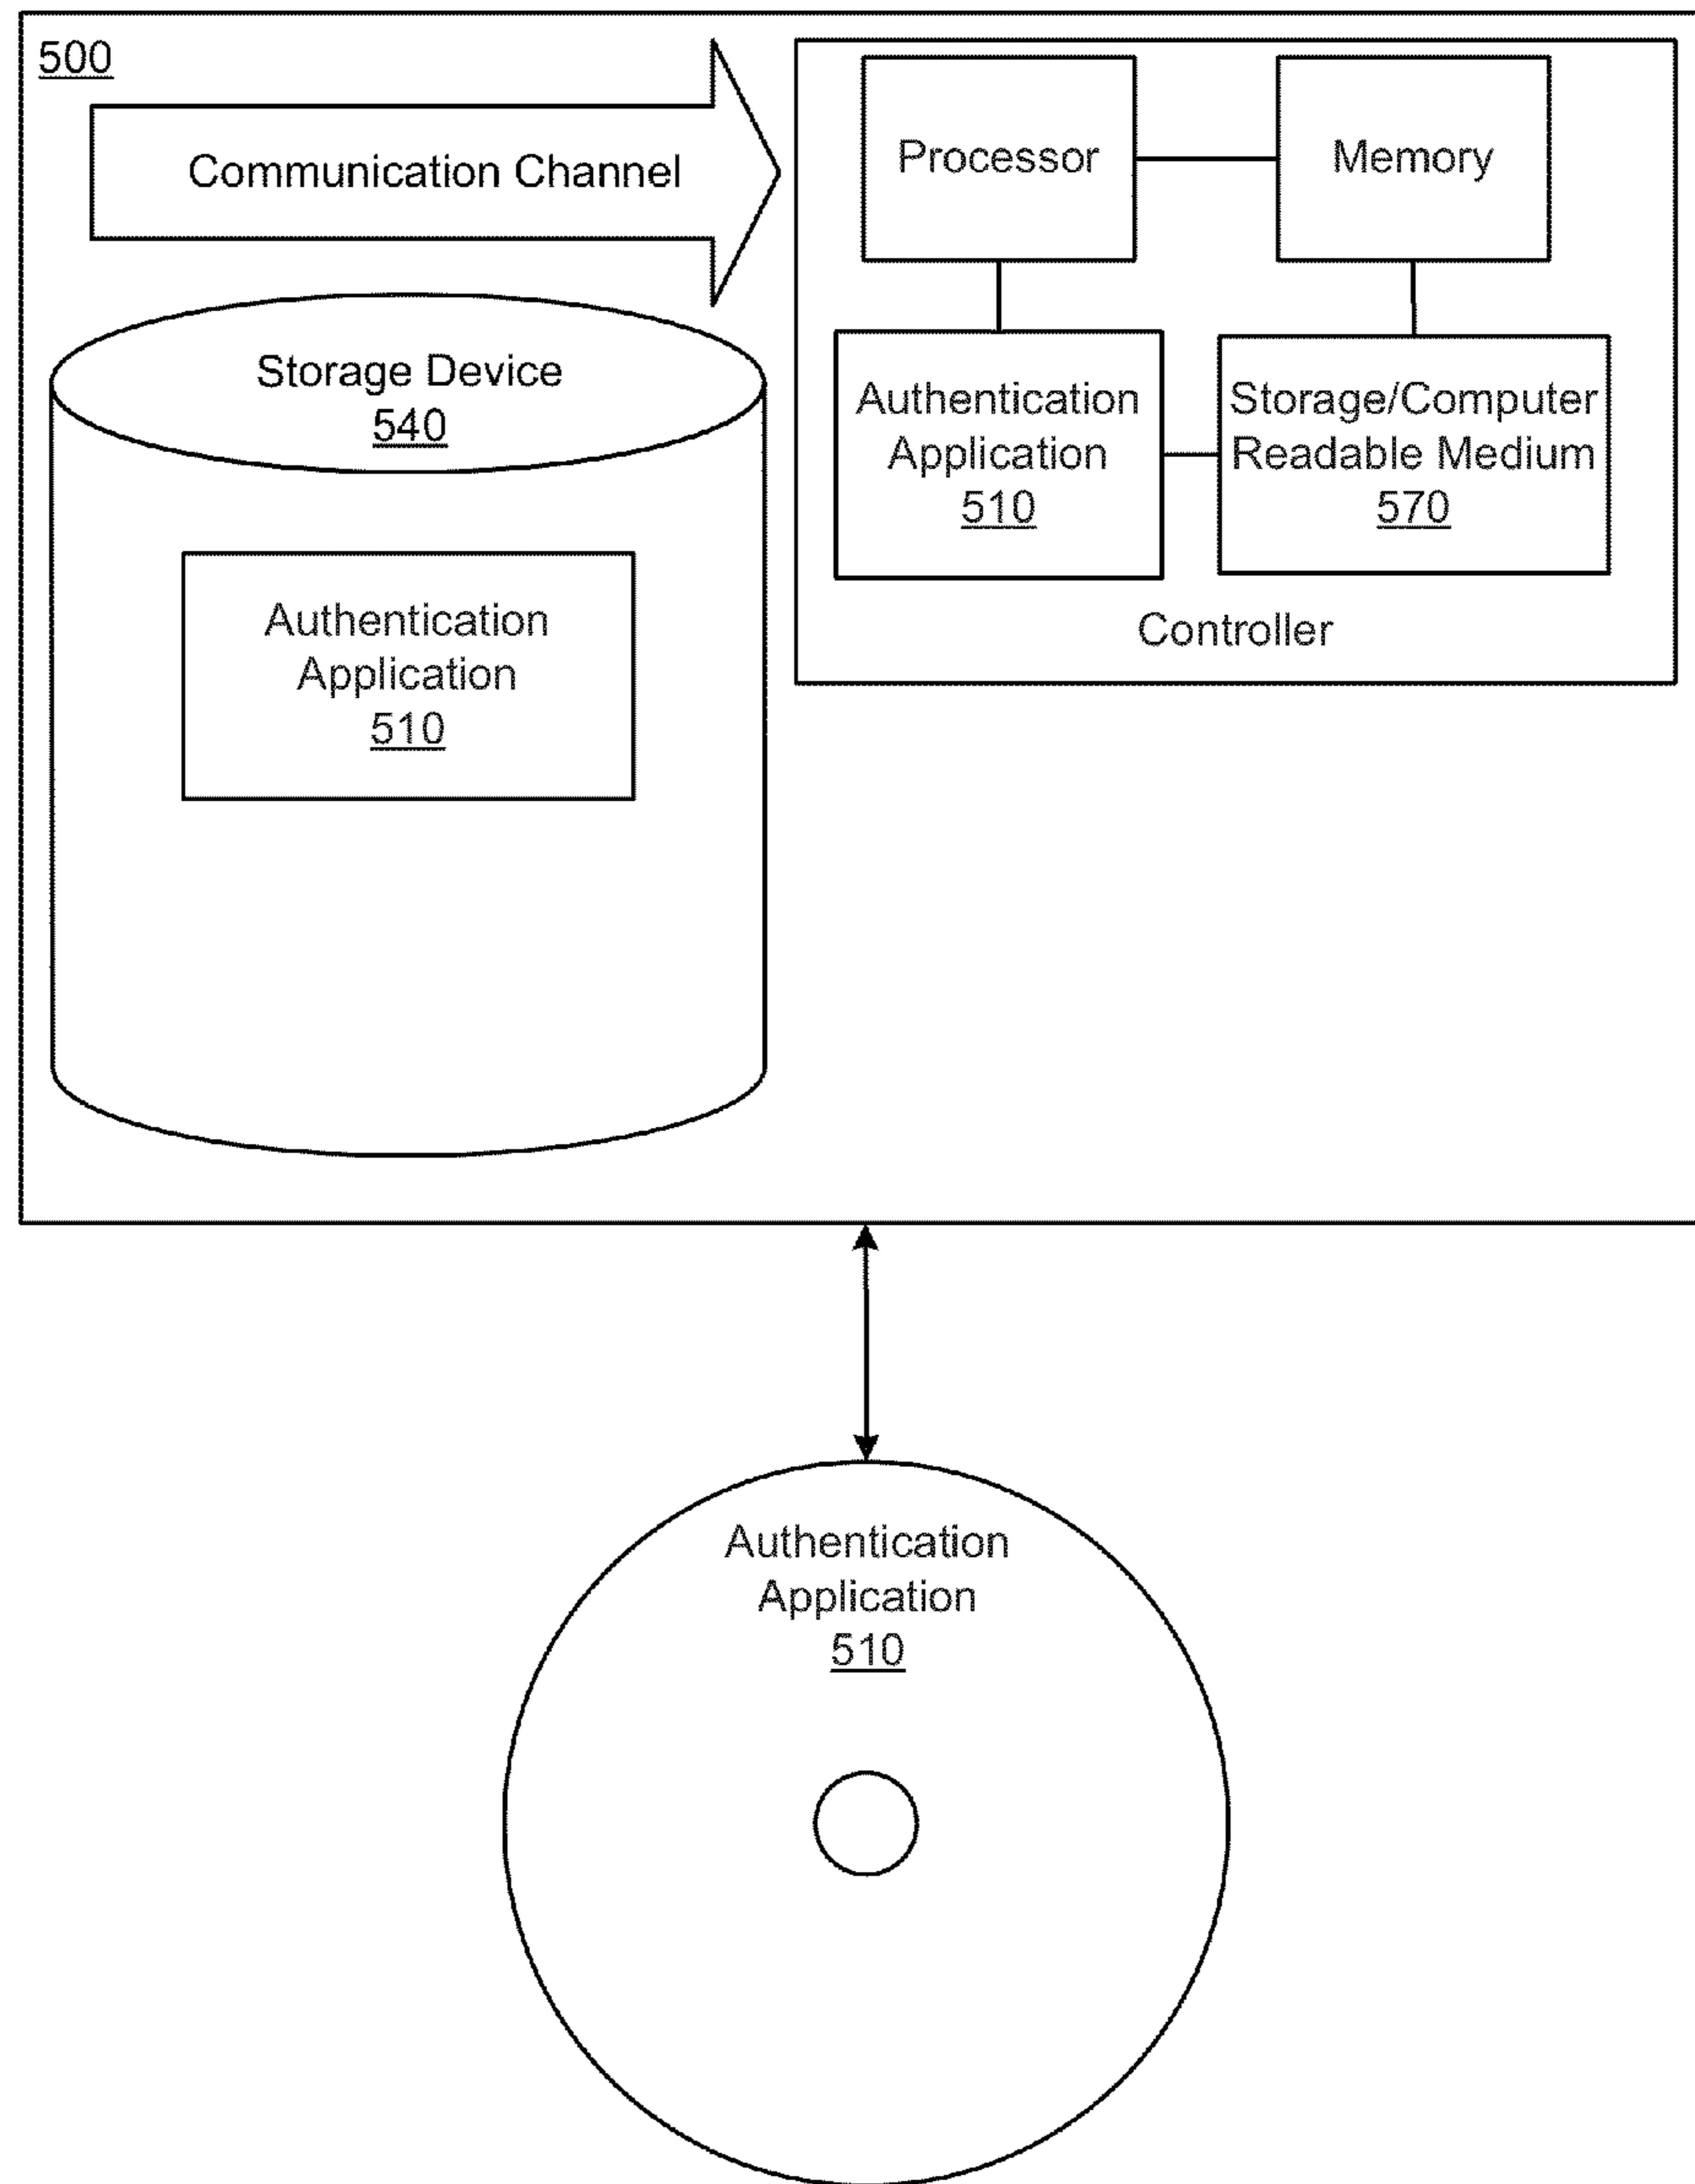 500
Communication Channel
Processor
Memory
Storage Device
540
Authentication
Application
510
Storage/Computer
Readable Medium
570
Controller
Authentication
Application
510
Authentication
Application
510